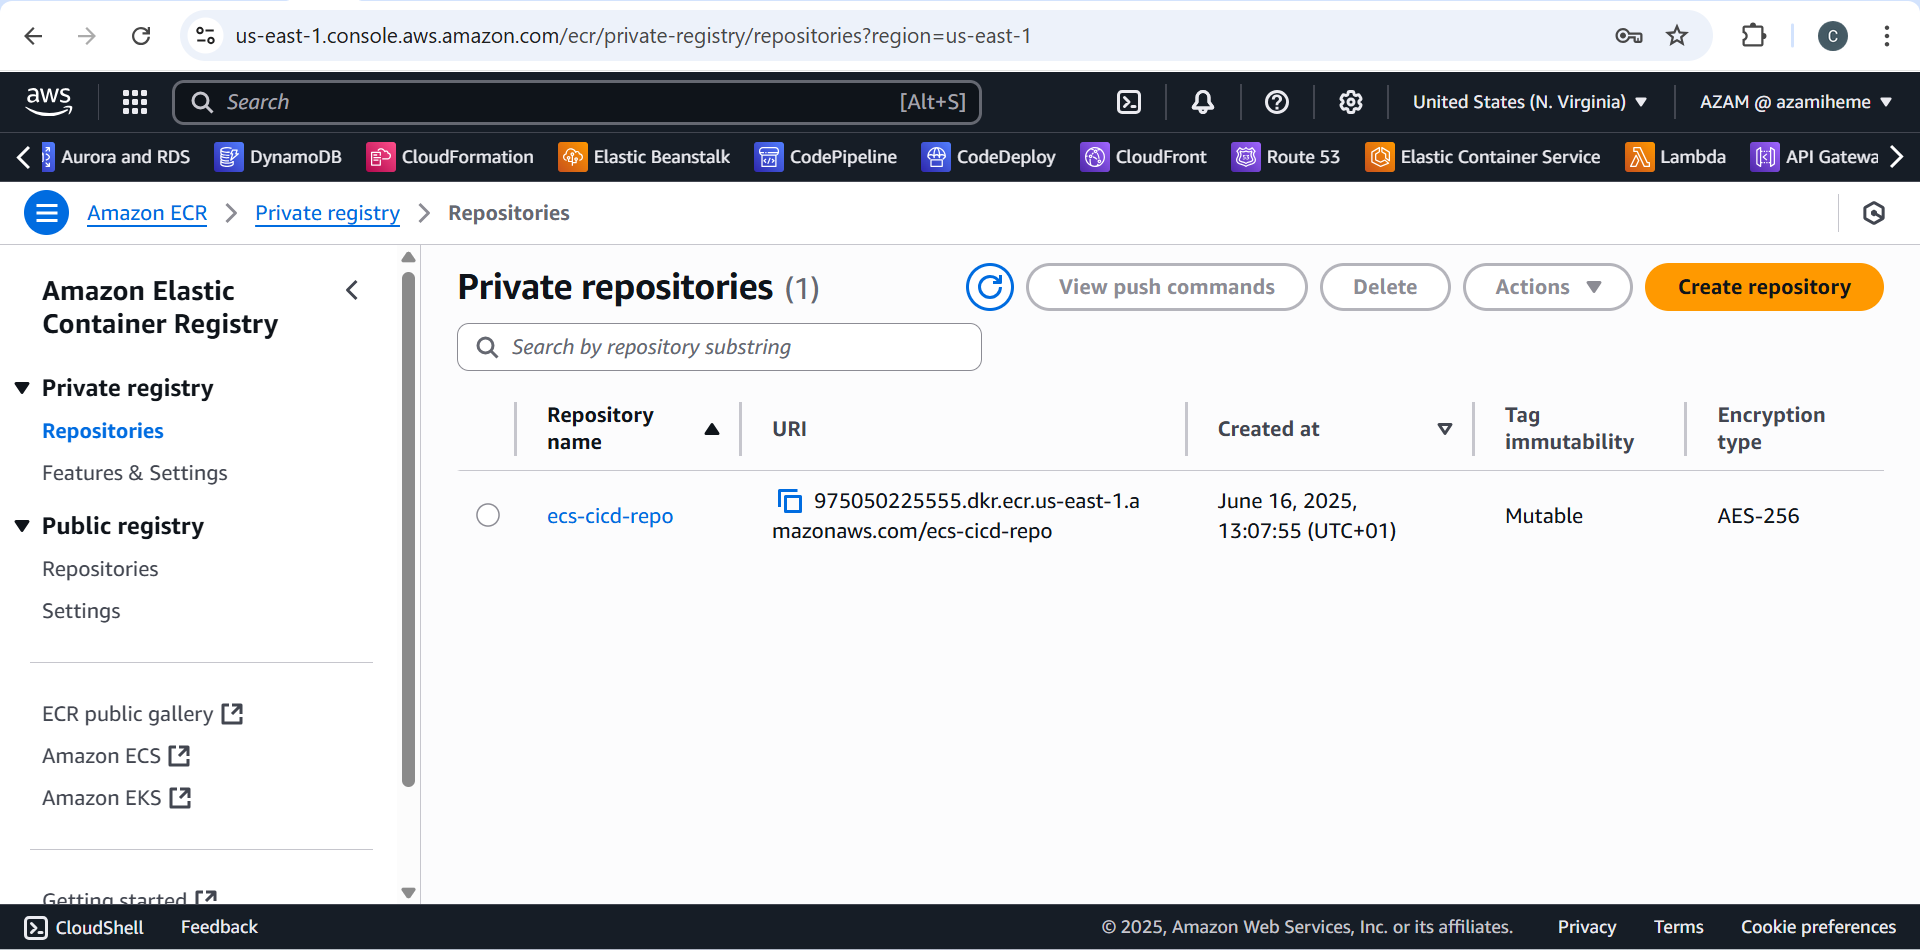 us-east-1.console.aws.amazon.com/ecr/private-registry/repositories?region=us-east-1
C
aws
Search
[Alt+S]
United States (N. Virginia)
AZAM @ azamiheme
Aurora and RDS
DynamoDB
CloudFormation
Elastic Beanstalk
CodePipeline
CodeDeploy
CloudFront
Route 53
Elastic Container Service
Lambda
API Gatewa
Amazon ECR
Private registry
Repositories
Amazon Elastic
Container Registry
Private registry
Repositories
Features & Settings
Public registry
Repositories
Settings
ECR public gallery
Amazon ECS
Amazon EKS
Getting started
Private repositories (1)
View push commands
Delete
Actions
Create repository
Search by repository substring
Repository
name
URI
Created at
Tag
immutability
Encryption
type
ecs-cicd-repo
975050225555.dkr.ecr.us-east-1.a
mazonaws.com/ecs-cicd-repo
June 16, 2025,
13:07:55 (UTC+01)
Mutable
AES-256
CloudShell
Feedback
© 2025, Amazon Web Services, Inc. or its affiliates.
Privacy
Terms
Cookie preferences